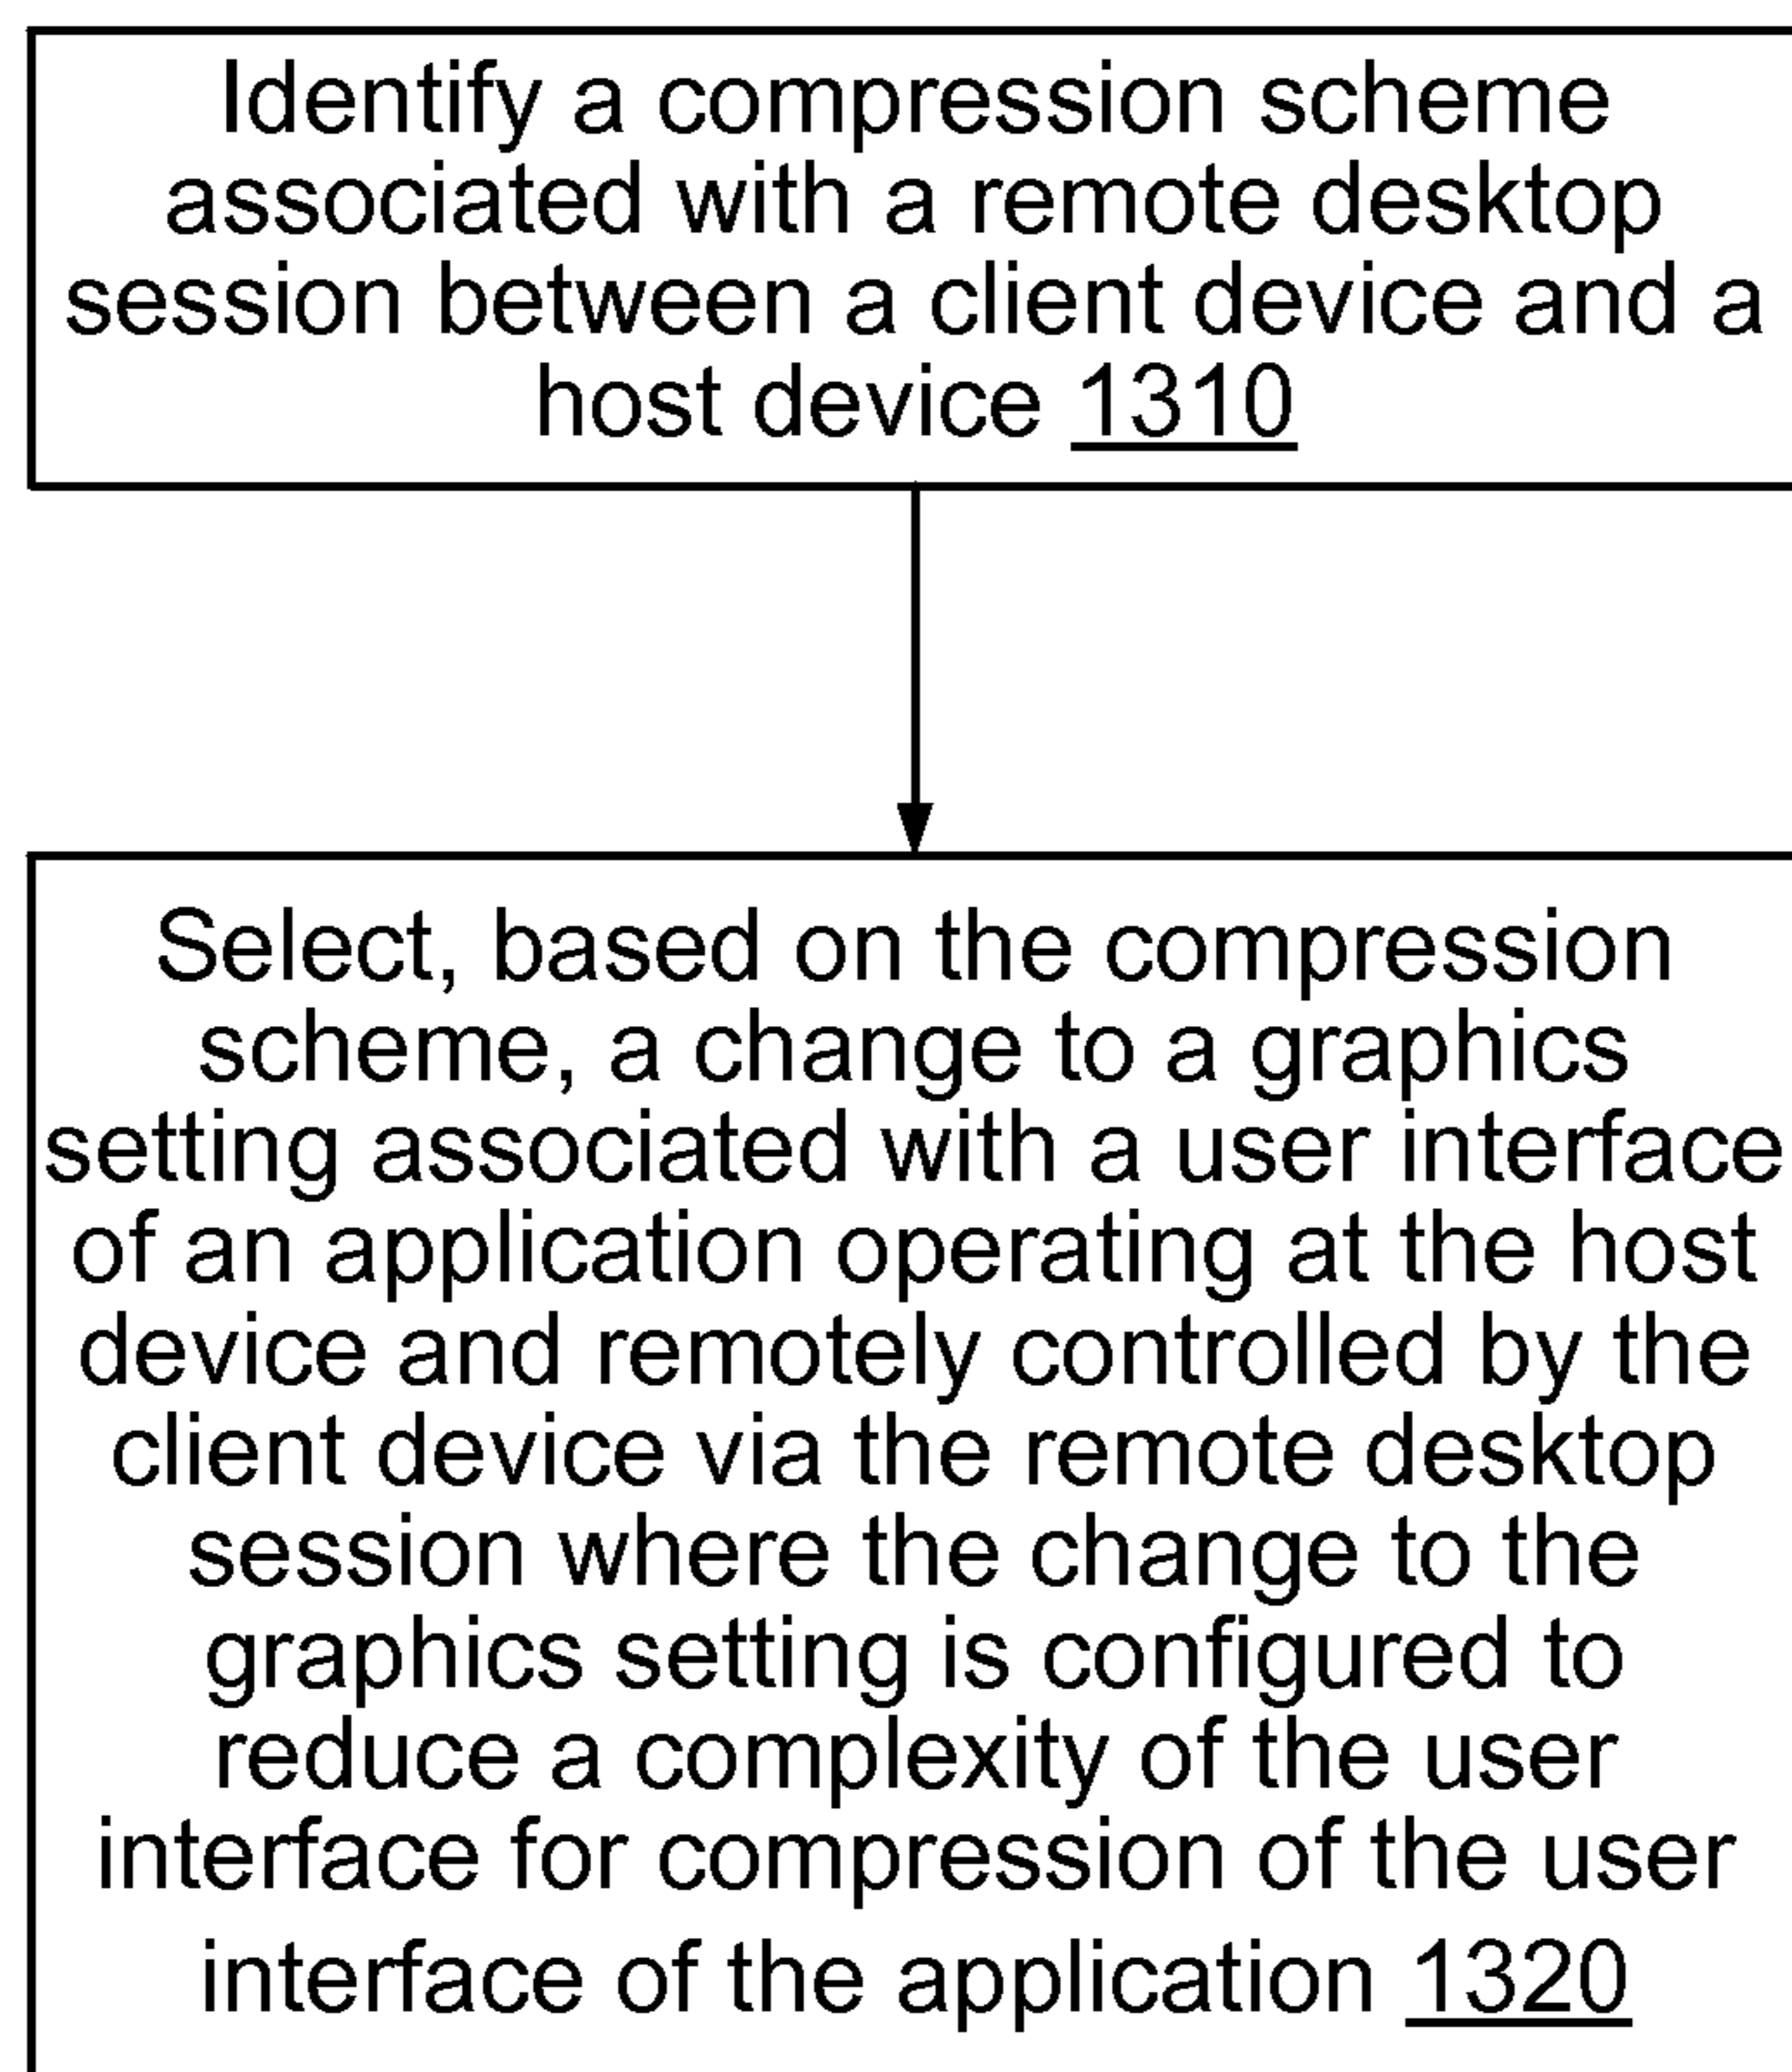 Identify a compression scheme
associated with a remote desktop
session between a client device and a
host device 1310
Select, based on the compression
scheme, a change to a graphics
setting associated with a user interface
of an application operating at the host
device and remotely controlled by the
client device via the remote desktop
session where the change to the
graphics setting is configured to
reduce a complexity of the user
interface for compression of the user
interface of the application 1320